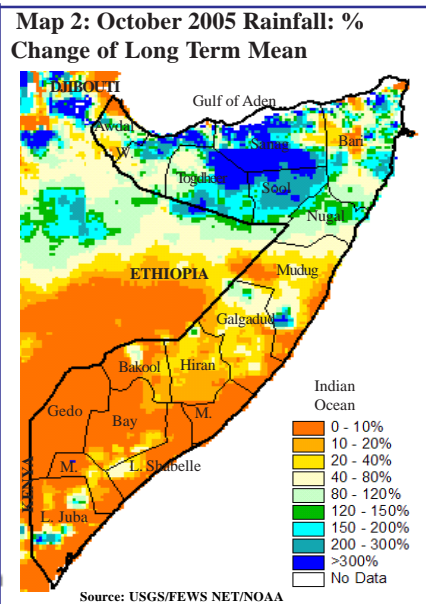 Map 2: October 2005 Rainfall: %
Change of Long Term Mean
DJIBOUTI
Gulf of Aden
Awdal
W.
Sanag
Bari
Togdheer
Sool
Nugal
ETHIOPIA
Mudug
Galgadud
Bakool
Hiran
Gedo
Bay
M.
M.
L. Shabelle
KENYA
L. Juba
Indian
Ocean
0 - 10%
10 - 20%
20 - 40%
40 - 80%
80 - 120%
120 - 150%
150 - 200%
200 - 300%
>300%
No Data
Source: USGS/FEWS NET/NOAA